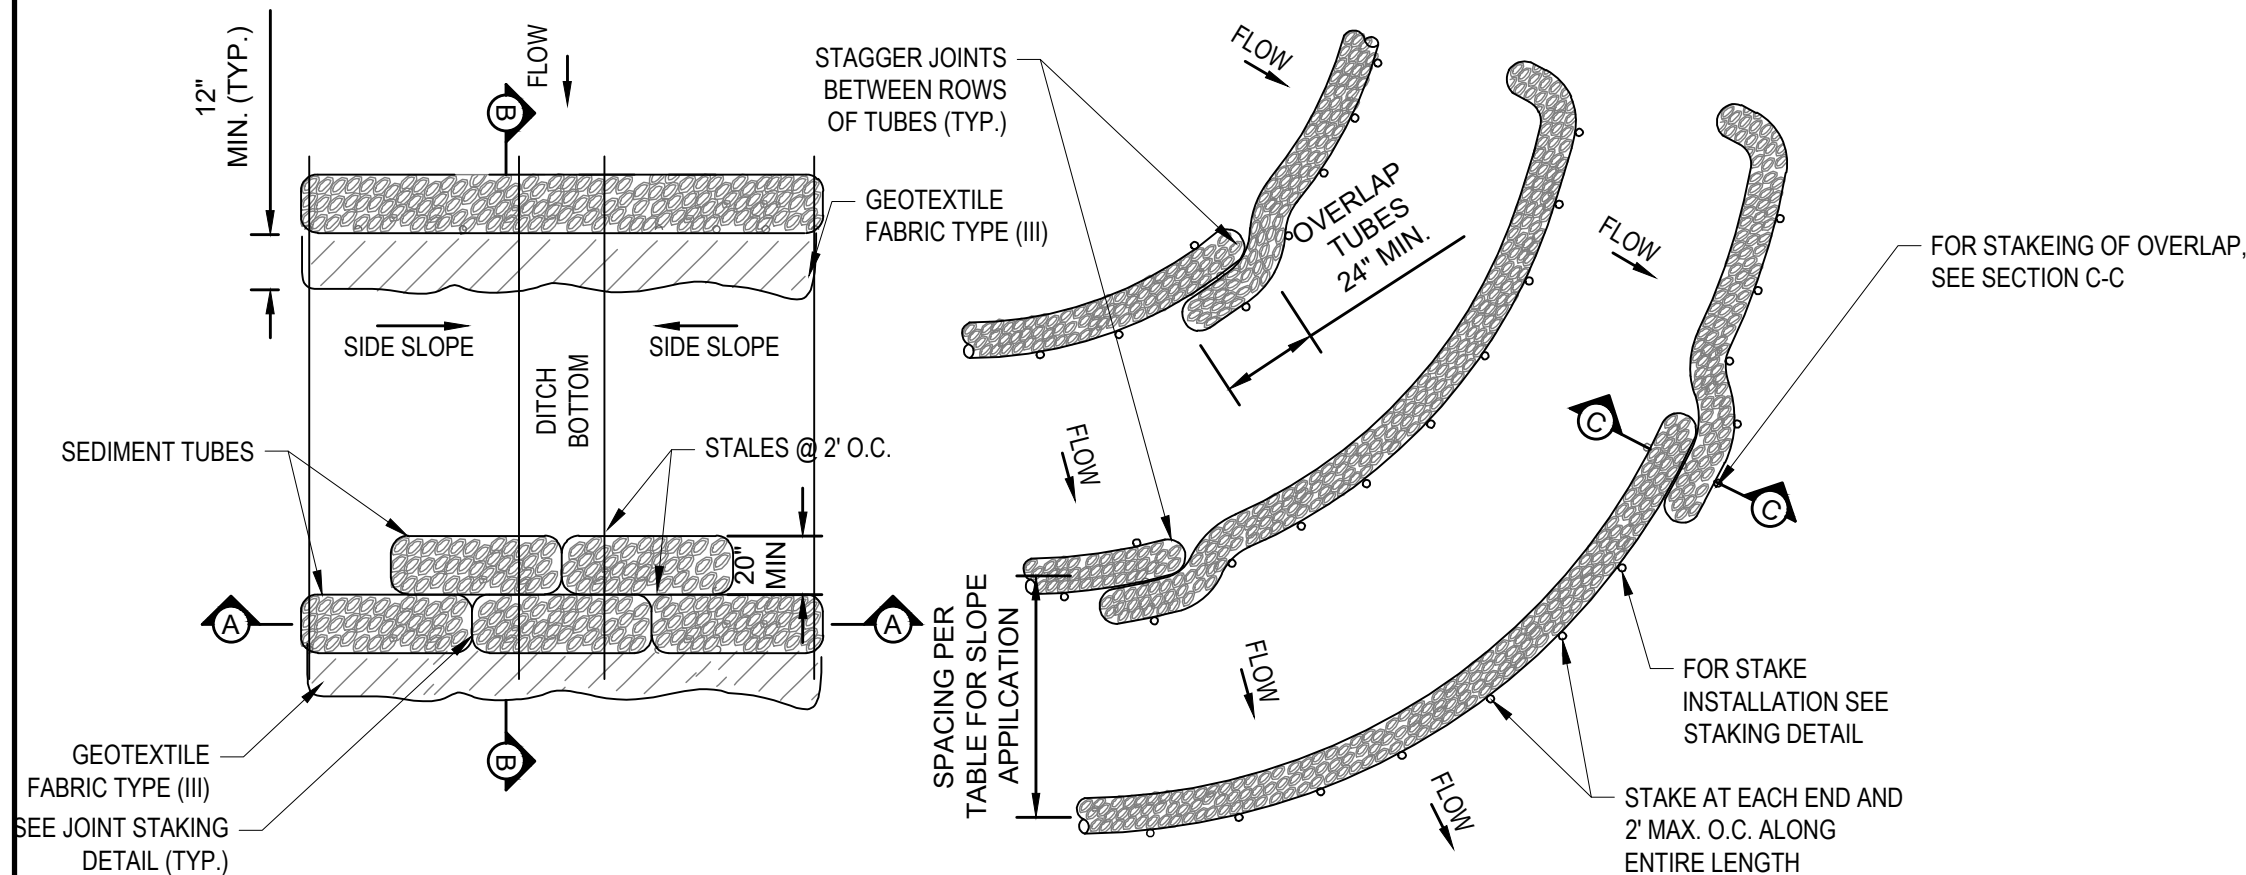 12"
MIN. (TYP.)
B
FLOW
GEOTEXTILE
FABRIC TYPE (III)
SIDE SLOPE
SIDE SLOPE
DITCH
BOTTOM
SEDIMENT TUBES
STALES @ 2' O.C.
20"
MIN
A
A
GEOTEXTILE
FABRIC TYPE (III)
B
SEE JOINT STAKING
DETAIL (TYP.)
STAGGER JOINTS
BETWEEN ROWS
OF TUBES (TYP.)
FLOW
OVERLAP
TUBES
24" MIN.
FLOW
FOR STAKEING OF OVERLAP,
SEE SECTION C-C
C
C
FLOW
SPACING PER
TABLE FOR SLOPE
APPILCATION
FLOW
FOR STAKE
INSTALLATION SEE
STAKING DETAIL
FLOW
STAKE AT EACH END AND
2' MAX. O.C. ALONG
ENTIRE LENGTH